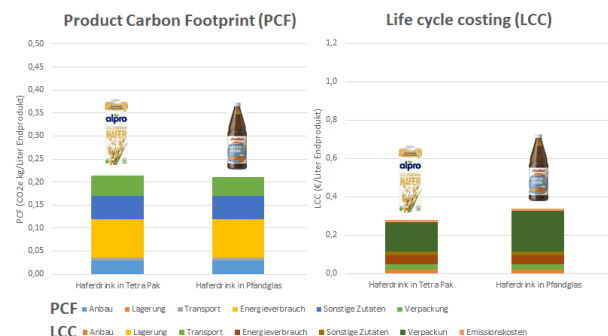 Product Carbon Footprint (PCF)
0,50
0,45
0,40
0,35
0,30
0,25
0,20
0,15
0,10
0,05
0,00
PCF (CO2e kg/Liter Endprodukt)
alpro
HAFER
Haferdrink in Tetra Pak
Haferdrink in Pfandglas
Life cycle costing (LCC)
1,2
1
0,8
0,6
0,4
0,2
0,0
LCC (€/Liter Endprodukt)
alpro
HAFER
Haferdrink in Tetra Pak
Haferdrink in Pfandglas
PCF Anbau Lagerung Transport Energieverbrauch Sonstige Zutaten Verpackung
LCC Anbau Lagerung Transport Energieverbrauch Sonstige Zutaten Verpackun Emissionskosten